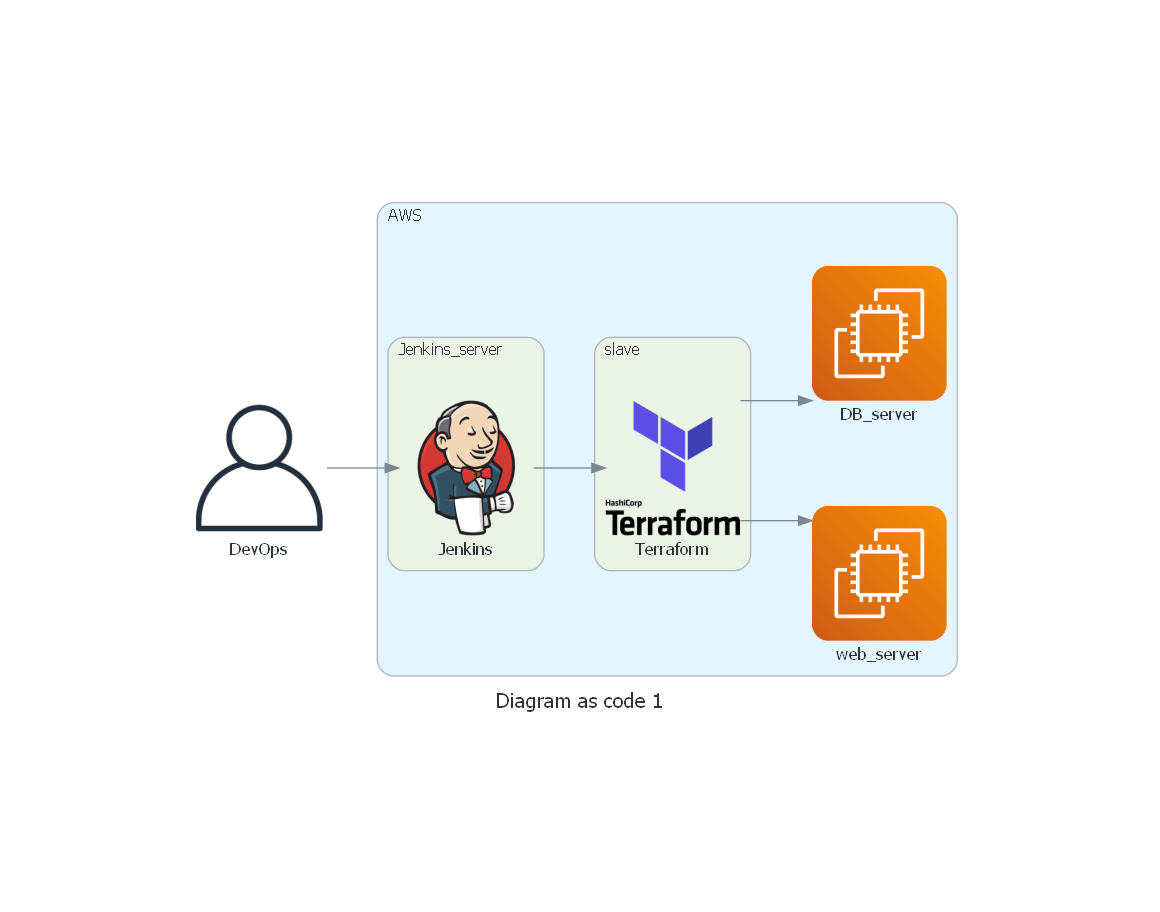 AWS
Jenkins_server
slave
DB_server
HashiCorp
Terraform
DevOps
Jenkins
Terraform
web_server
Diagram as code 1